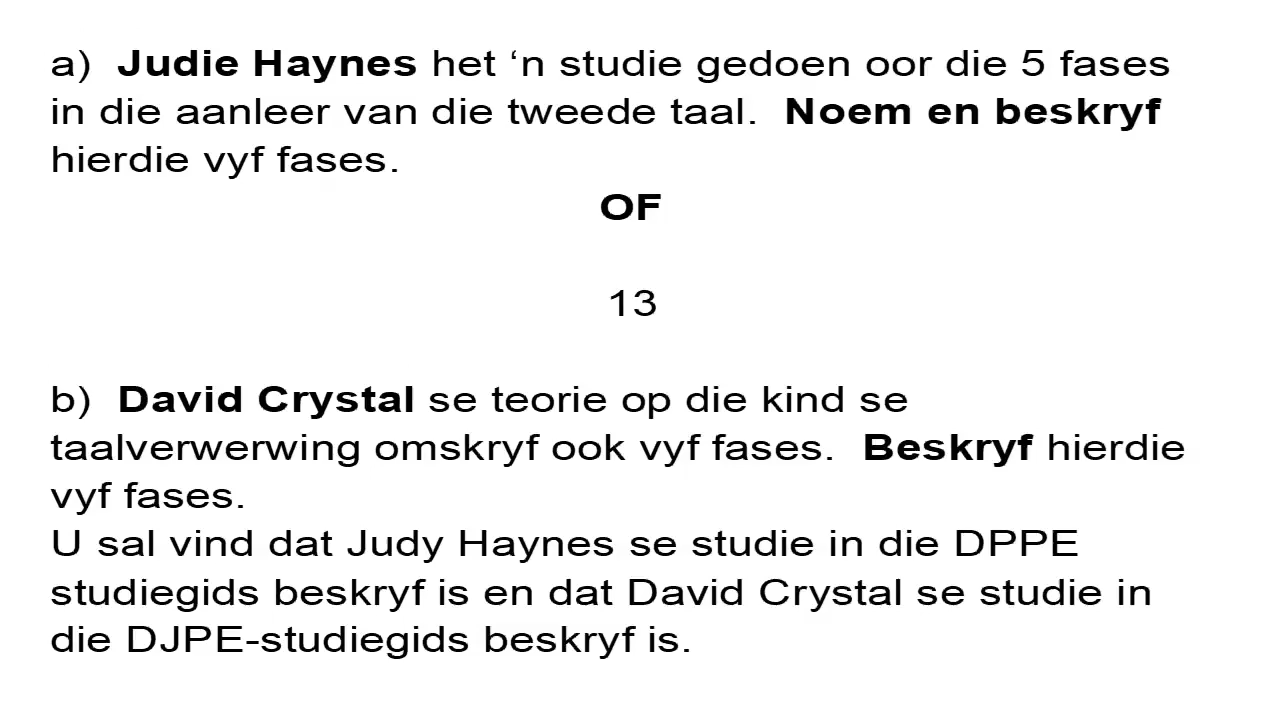 a)  Judie Haynes het ‘n studie gedoen oor die 5 fases
in die aanleer van die tweede taal.  Noem en beskryf
hierdie vyf fases.
OF
13
b)  David Crystal se teorie op die kind se
taalverwerwing omskryf ook vyf fases.  Beskryf hierdie
vyf fases.
U sal vind dat Judy Haynes se studie in die DPPE
studiegids beskryf is en dat David Crystal se studie in
die DJPE-studiegids beskryf is.